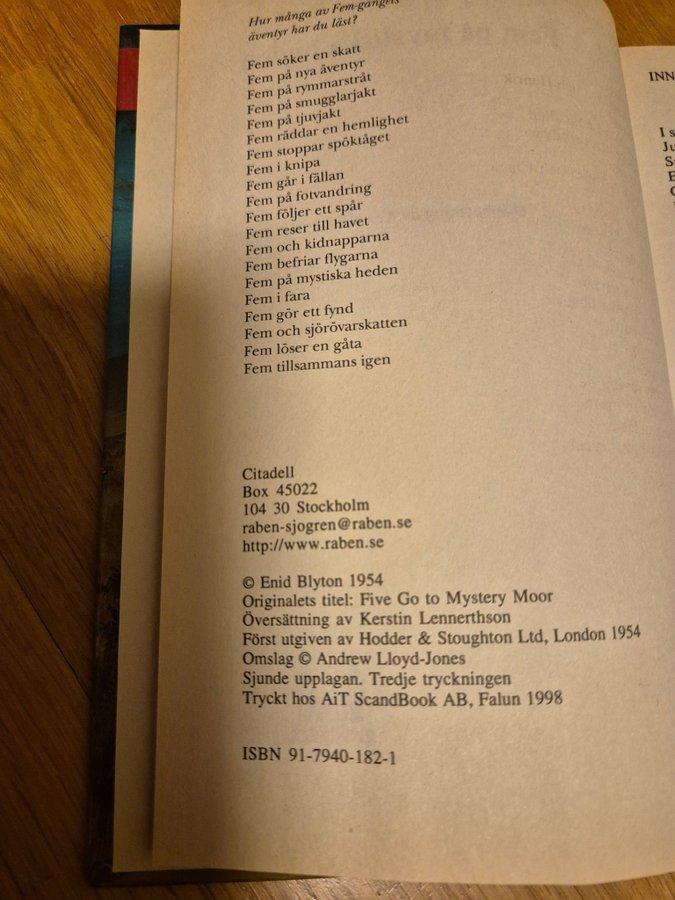 Hur många av Fem-gängets
äventyr har du läst?
Fem söker en skatt
Fem på nya äventyr
Fem på rymmarstråt
Fem på smugglarjakt
Fem på tjuvjakt
Fem räddar en hemlighet
Fem stoppar spöktåget
Fem i knipa
Fem går i fällan
Fem på fotvandring
Fem följer ett spår
Fem reser till havet
Fem och kidnapparna
Fem befriar flygarna
Fem på mystiska heden
Fem i fara
Fem gör ett fynd
Fem och sjörövarskatten
Fem löser en gåta
Fem tillsammans igen
Citadell
Box 45022
104 30 Stockholm
raben-sjogren@raben.se
http://www.raben.se
© Enid Blyton 1954
Originalets titel: Five Go to Mystery Moor
Översättning av Kerstin Lennerthson
Först utgiven av Hodder & Stoughton Ltd, London 1954
Omslag © Andrew Lloyd-Jones
Sjunde upplagan. Tredje tryckningen
Tryckt hos AiT ScandBook AB, Falun 1998
ISBN 91-7940-182-1
INN
I s
Ju